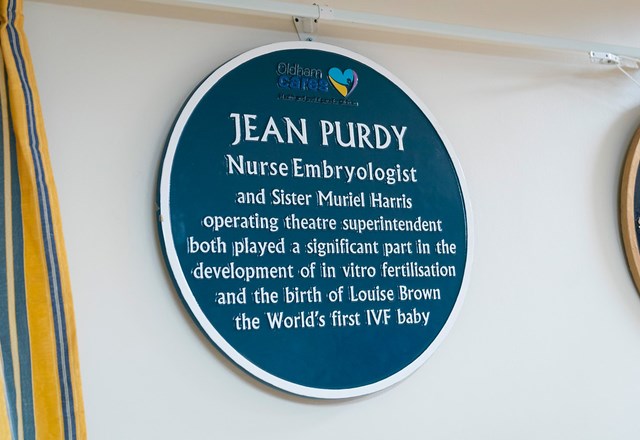 Oldham
cares
JEAN PURDY
Nurse Embryologist
and Sister Muriel Harris
operating theatre superintendent
both played a significant part in the
development of in vitro fertilisation
and the birth of Louise Brown
the World's first IVF baby